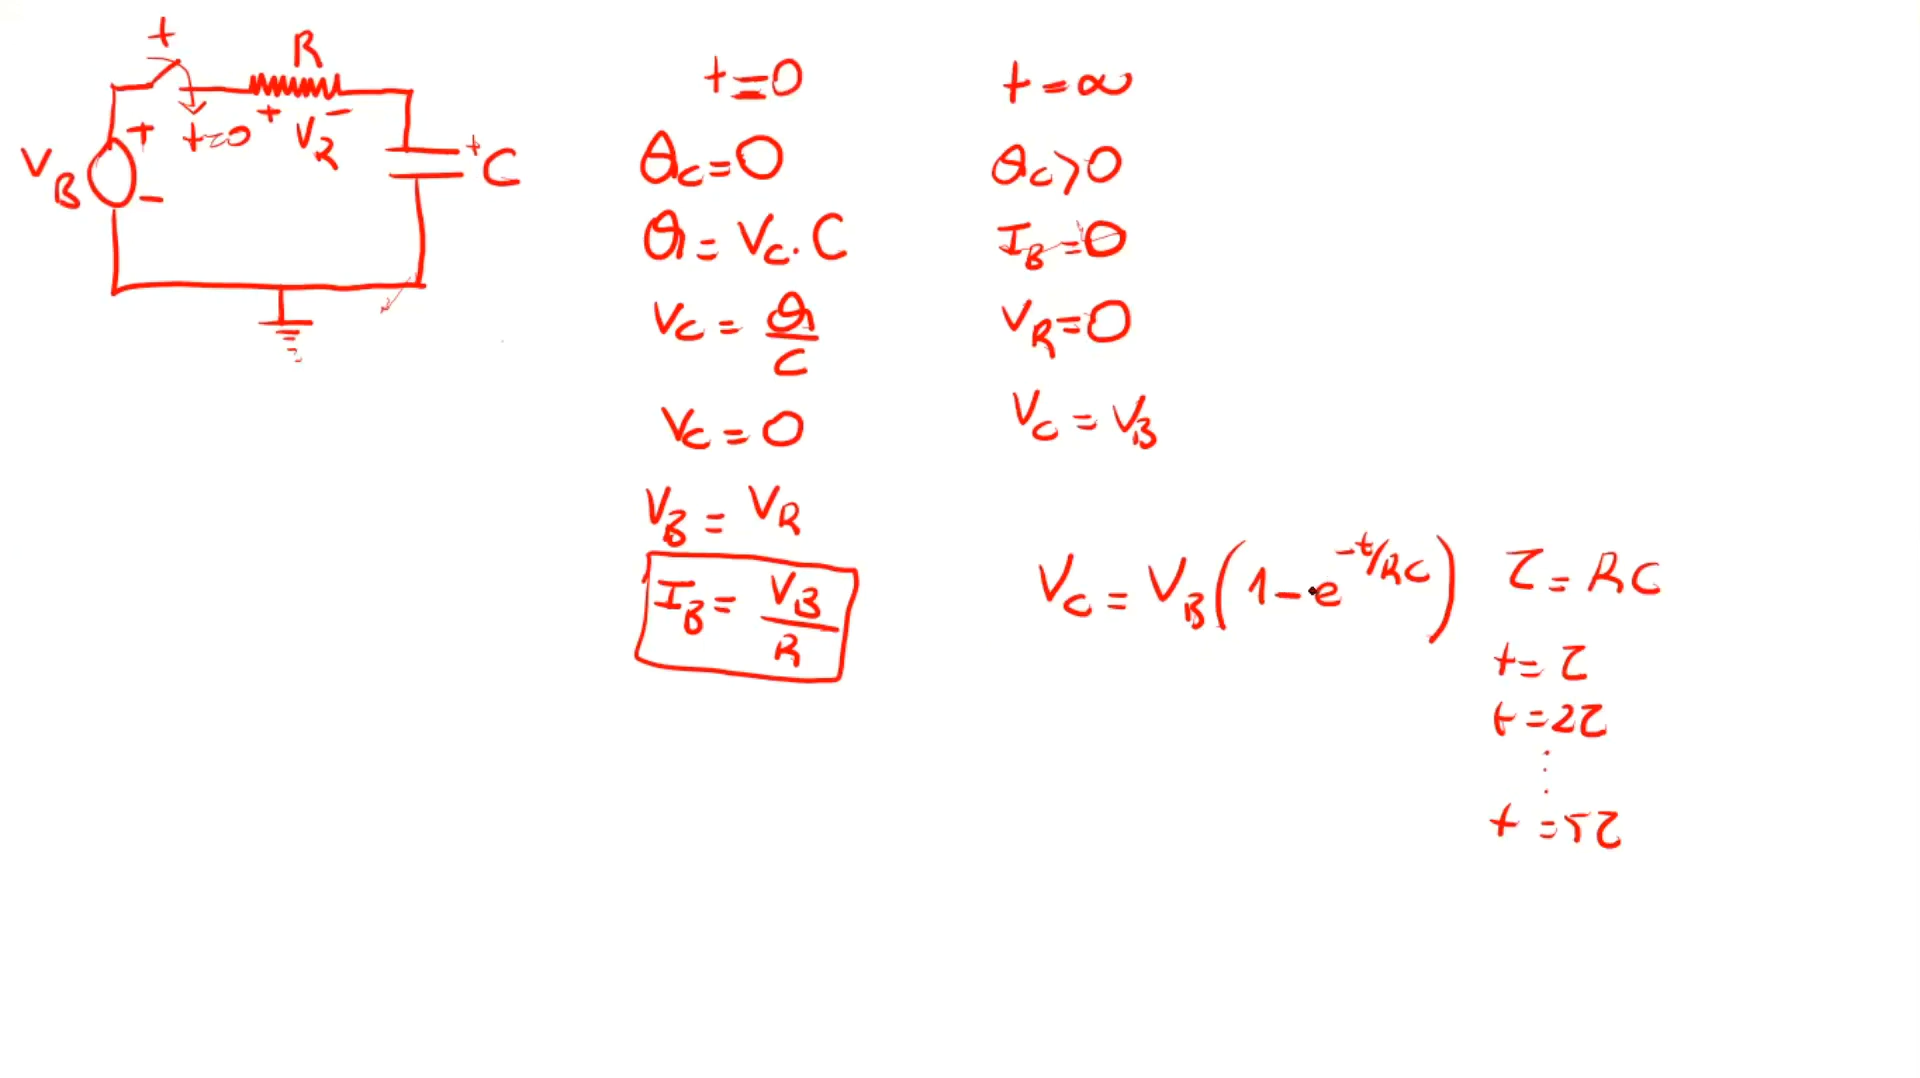 t
R
V_B + t=0 + V_R - + C
-
t=0
Q_C=0
Q = V_C . C
V_C = Q/C
V_C = 0
V_B = V_R
I_B = V_B/R
t=∞
Q_C>0
I_B=0
V_R=0
V_C = V_B
V_C = V_B(1-e^{-t/RC}) τ = RC
t= τ
t=2τ
⋮
t=5τ